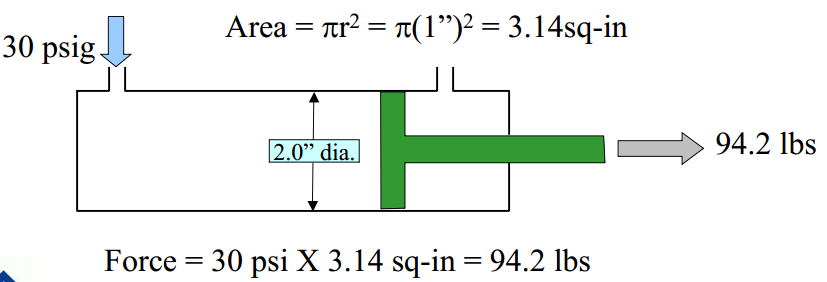 Area = πr² = π(1”)² = 3.14sq-in
30 psig
2.0” dia.
94.2 lbs
Force = 30 psi X 3.14 sq-in = 94.2 lbs